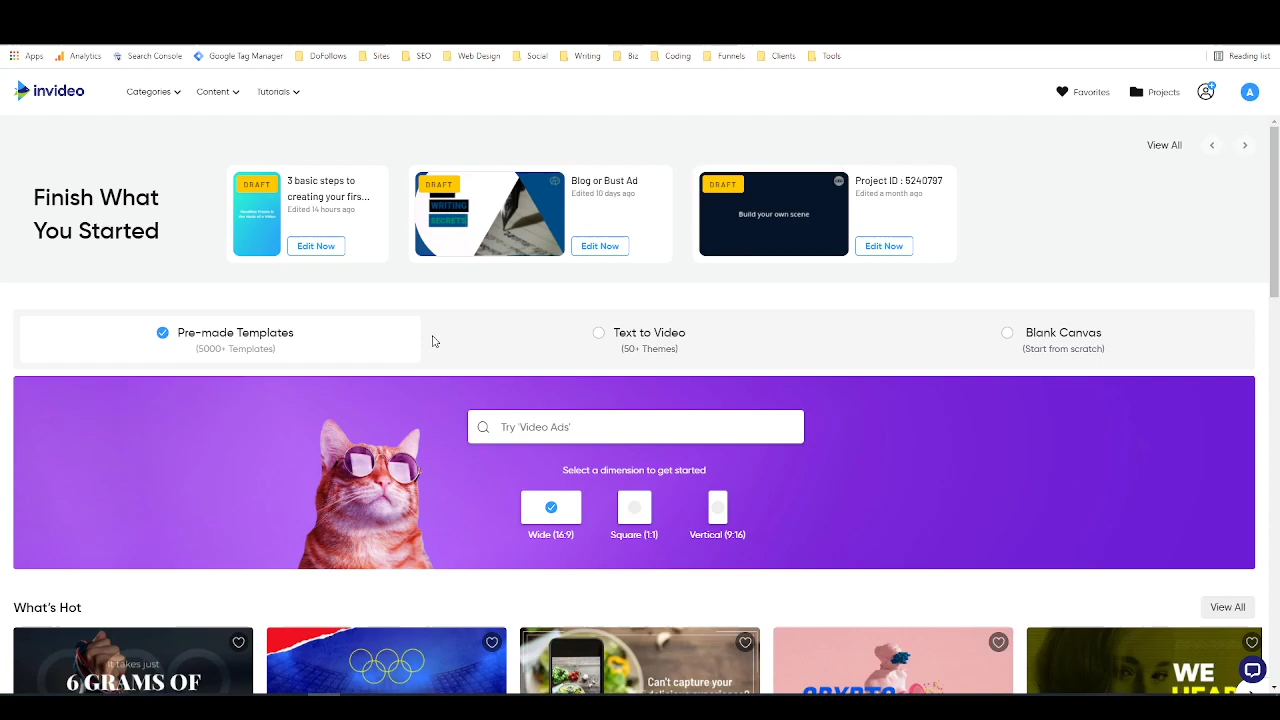 Apps Analytics Search Console Google Tag Manager DoFollows Sites SEO Web Design Social Writing Biz Coding Funnels Clients Tools Reading list
invideo Categories Content Tutorials Favorites Projects A
View All
Finish What
You Started
DRAFT
3 basic steps to
creating your firs...
Edited 14 hours ago
Edit Now
DRAFT
WRITING
SECRETS
Blog or Bust Ad
Edited 10 days ago
Edit Now
DRAFT
Build your own scene
Project ID : 5240797
Edited a month ago
Edit Now
Pre-made Templates
(5000+ Templates)
Text to Video
(50+ Themes)
Blank Canvas
(Start from scratch)
Try 'Video Ads'
Select a dimension to get started
Wide (16:9) Square (1:1) Vertical (9:16)
What's Hot
View All
It takes just
6 GRAMS OF
Can't capture your
CRYPTO
WE